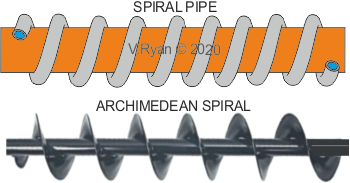 SPIRAL PIPE
V Ryan © 2020
ARCHIMEDEAN SPIRAL